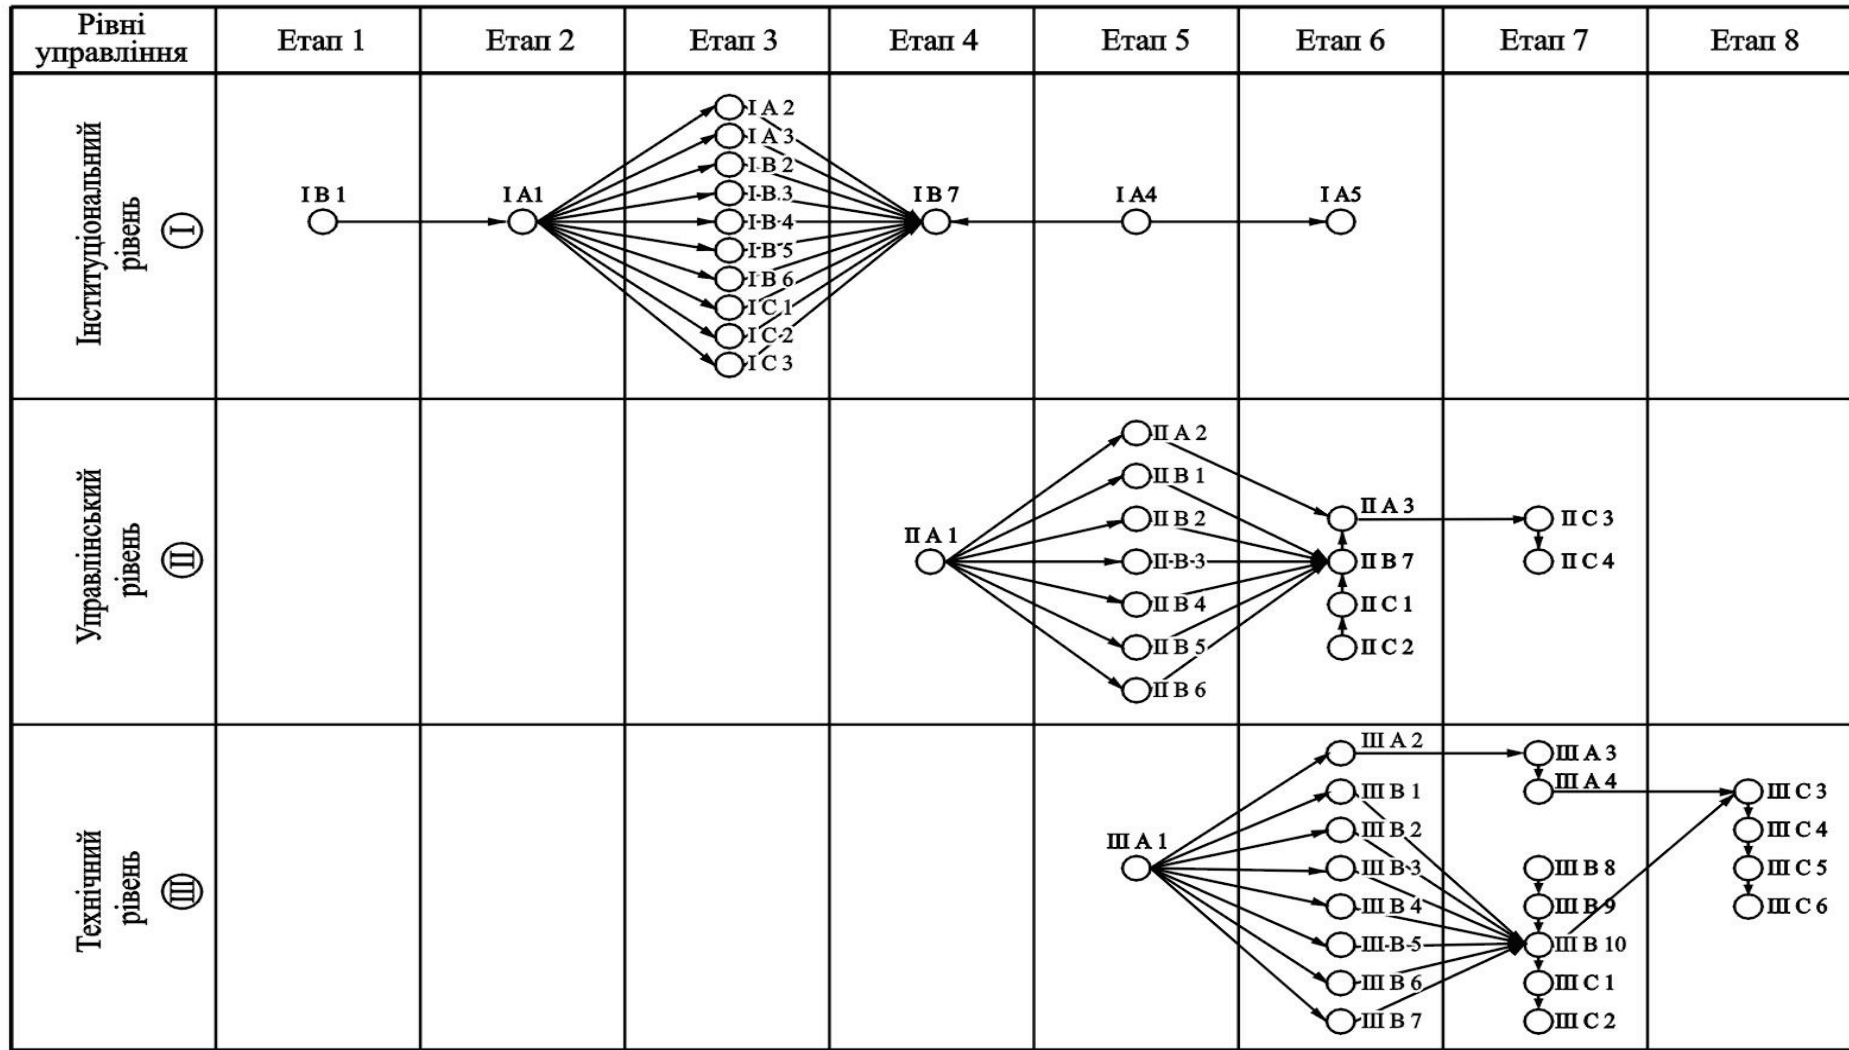 Рівні
управління
Етап 1
Етап 2
Етап 3
Етап 4
Етап 5
Етап 6
Етап 7
Етап 8
Інституціональний
рівень
I
I B 1
I A1
I A 2
I A 3
I B 2
I B 3
I B 4
I B 5
I B 6
I C 1
I C 2
I C 3
I B 7
I A4
I A5
Управлінський
рівень
II
II A 1
II A 2
II B 1
II B 2
II B 3
II B 4
II B 5
II B 6
II A 3
II B 7
II C 1
II C 2
II C 3
II C 4
Технічний
рівень
III
III A 1
III A 2
III B 1
III B 2
III B 3
III B 4
III B 5
III B 6
III B 7
III A 3
III A 4
III B 8
III B 9
III B 10
III C 1
III C 2
III C 3
III C 4
III C 5
III C 6